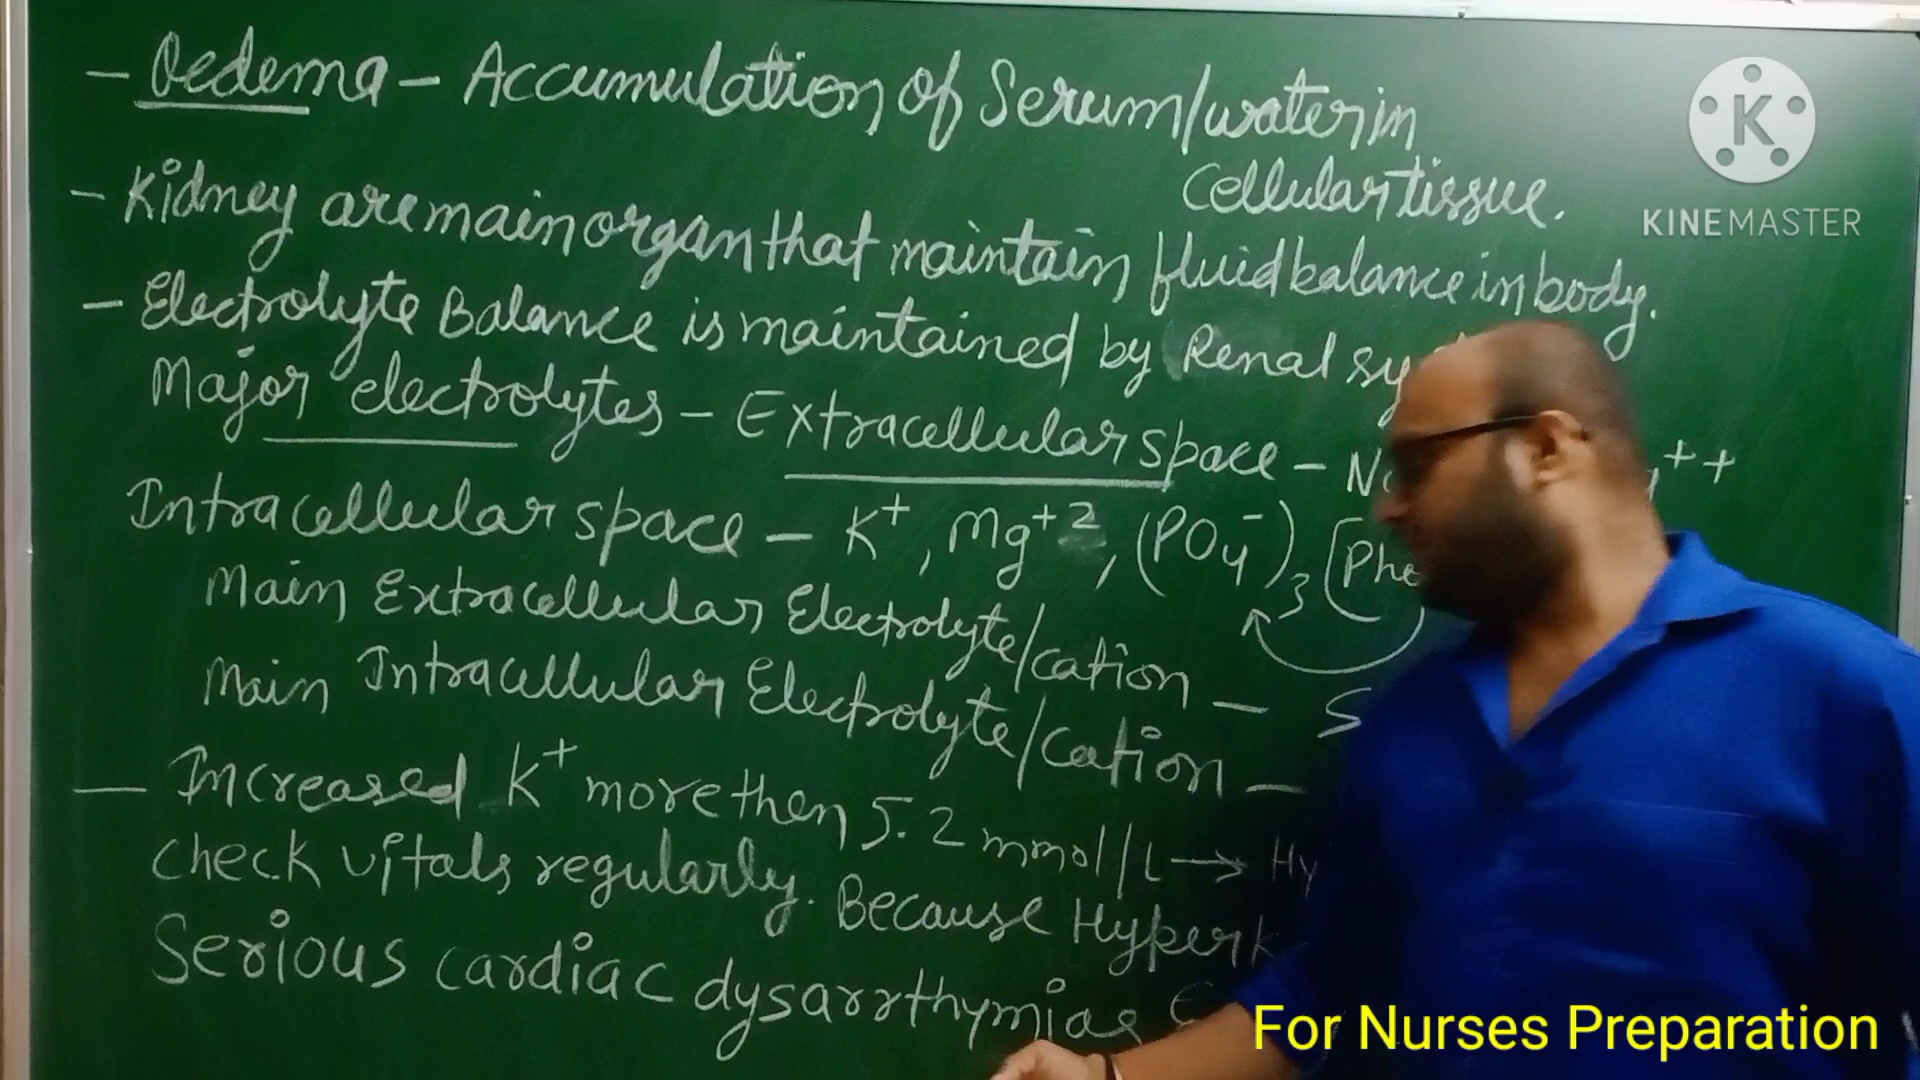 - Oedema - Accumulation of Serum/water in
cellular tissue.
- Kidney are main organ that maintain fluid balance in body.
- Electrolyte Balance is maintained by Renal sy
Major electrolytes - Extracellular space - Na ++
Intracellular space - K+, Mg+2, (PO4-)3 [Pho
Main Extracellular Electrolyte/cation - S
Main Intracellular Electrolyte/Cation -
- Increased K+ more then 5.2 mmol/L → Hy
check vitals regularly. Because Hyperk
Serious cardiac dysarrthymias
K
KINEMASTER
For Nurses Preparation